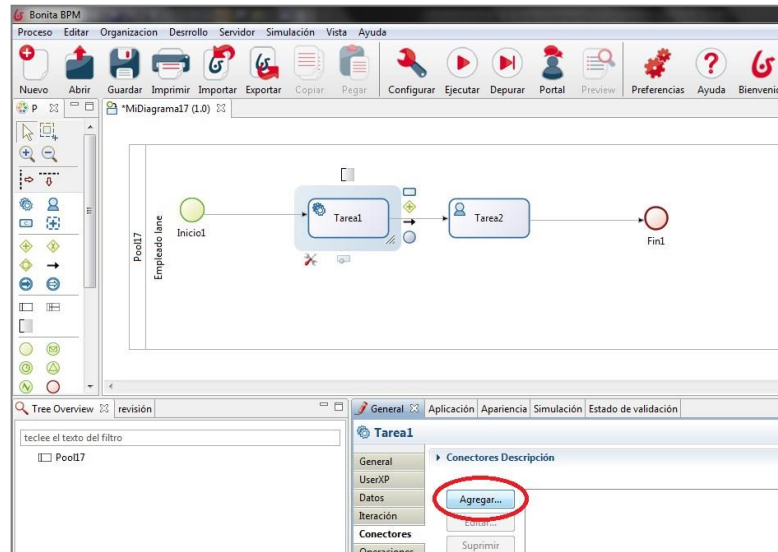 Bonita BPM
Proceso Editar Organizacion Desrrollo Servidor Simulación Vista Ayuda
Nuevo Abrir Guardar Imprimir Importar Exportar Copiar Pegar Configurar Ejecutar Depurar Portal Preview Preferencias Ayuda Bienvenid
P *MiDiagrama17 (1.0)
Pool17
Empleado lane
Inicio1
Tarea1
Tarea2
Fin1
Tree Overview revisión
teclee el texto del filtro
Pool17
General Aplicación Apariencia Simulación Estado de validación
Tarea1
General
UserXP
Datos
Iteración
Conectores
Operaciones
Conectores Descripción
Agregar...
Editar...
Suprimir